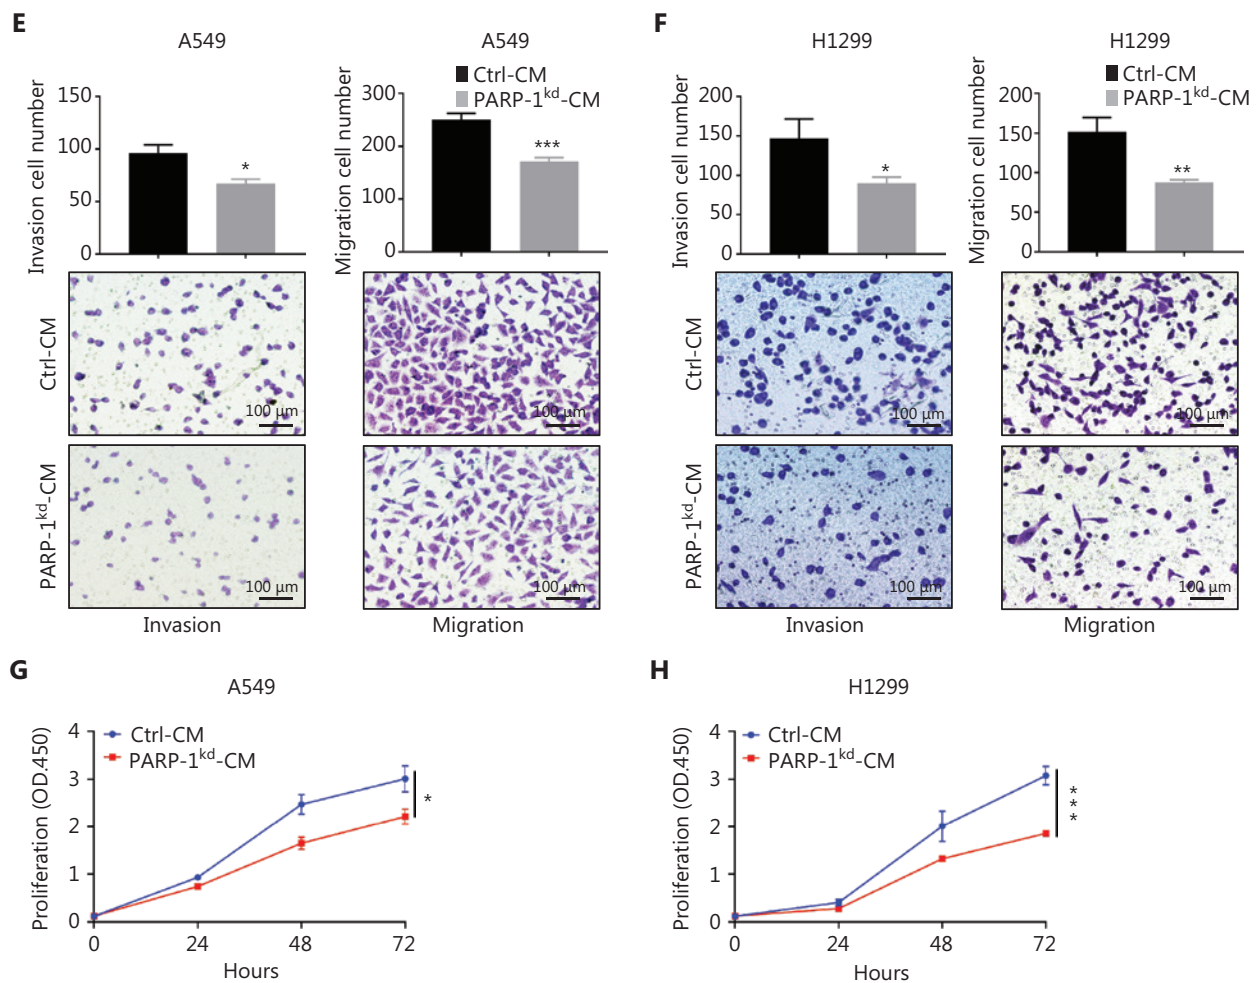 E
A549
A549
Invasion cell number
150
100
50
0
*
Migration cell number
300
200
100
0
Ctrl-CM
PARP-1kd-CM
***
Ctrl-CM
100 µm
100 µm
PARP-1kd-CM
100 µm
100 µm
Invasion
Migration
F
H1299
H1299
Invasion cell number
200
150
100
50
0
*
Migration cell number
200
150
100
50
0
Ctrl-CM
PARP-1kd-CM
**
Ctrl-CM
100 µm
100 µm
PARP-1kd-CM
100 µm
100 µm
Invasion
Migration
G
A549
Proliferation (OD.450)
4
3
2
1
0
Ctrl-CM
PARP-1kd-CM
*
0 24 48 72
Hours
H
H1299
Proliferation (OD.450)
4
3
2
1
0
Ctrl-CM
PARP-1kd-CM
***
0 24 48 72
Hours